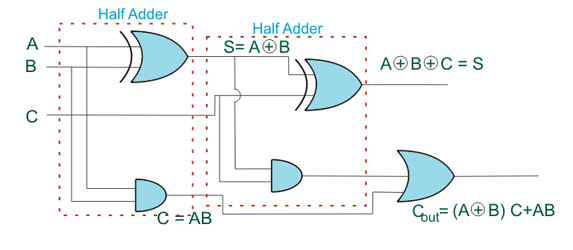 Half Adder
Half Adder
A
S= A⊕B
B
A⊕B⊕C = S
C
C = AB
Cout= (A⊕B) C+AB